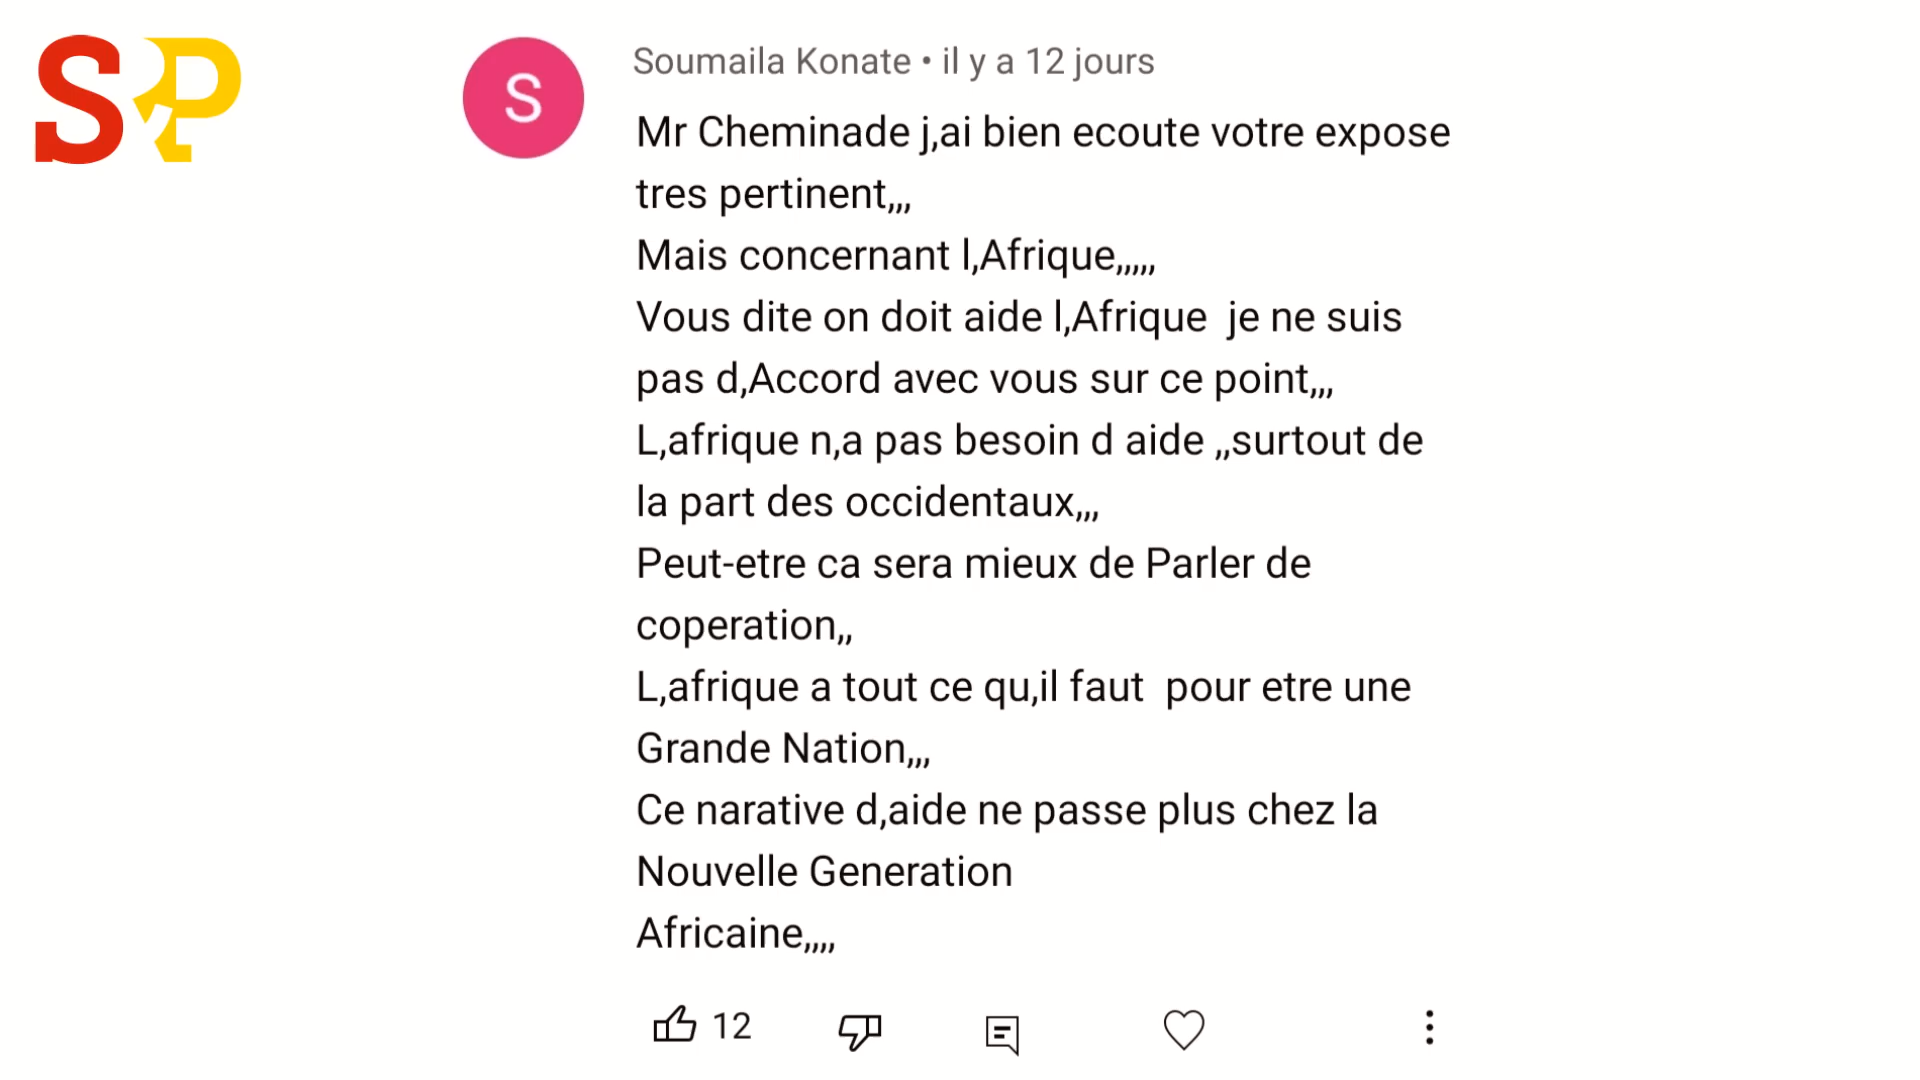 SP
S
Soumaila Konate • il y a 12 jours
Mr Cheminade j,ai bien ecoute votre expose
tres pertinent,,,
Mais concernant l,Afrique,,,,,
Vous dite on doit aide l,Afrique  je ne suis
pas d,Accord avec vous sur ce point,,,
L,afrique n,a pas besoin d aide ,,surtout de
la part des occidentaux,,,
Peut-etre ca sera mieux de Parler de
coperation,,
L,afrique a tout ce qu,il faut  pour etre une
Grande Nation,,,
Ce narative d,aide ne passe plus chez la
Nouvelle Generation
Africaine,,,,
12